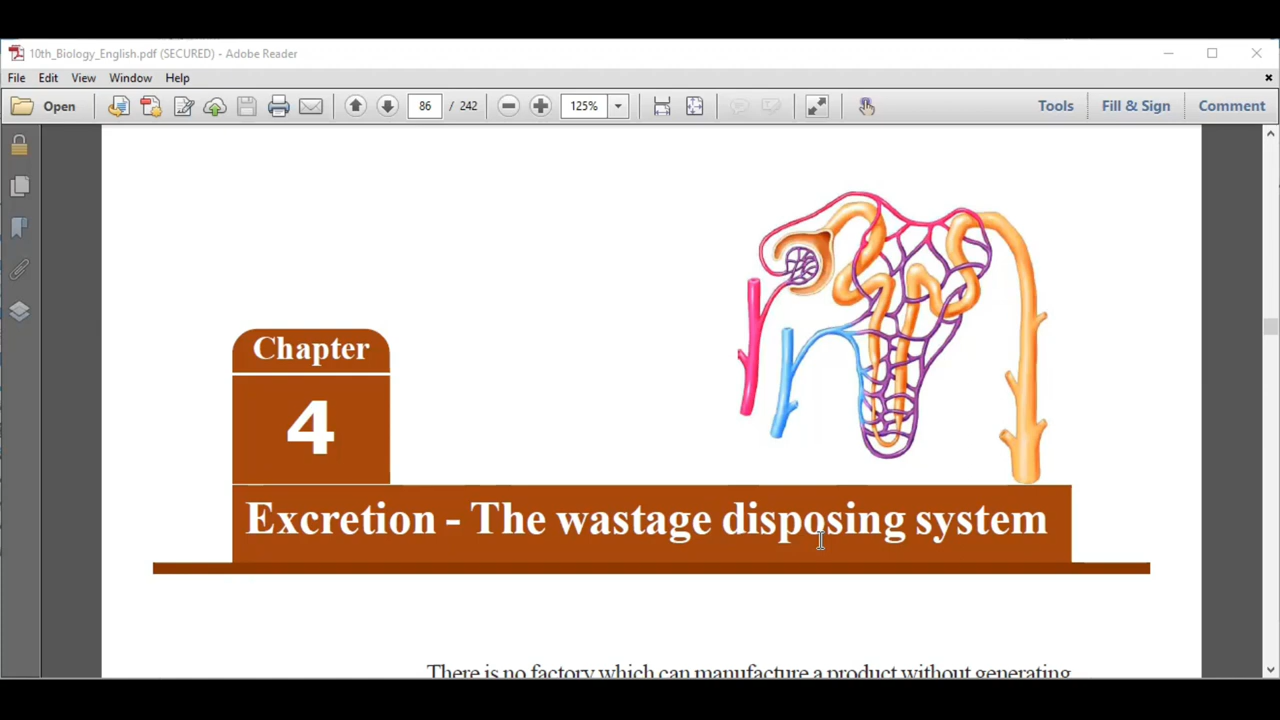 10th_Biology_English.pdf (SECURED) - Adobe Reader
File Edit View Window Help
Open 86 / 242 125% Tools Fill & Sign Comment
Chapter
4
Excretion - The wastage disposing system
There is no factory which can manufacture a product without generating